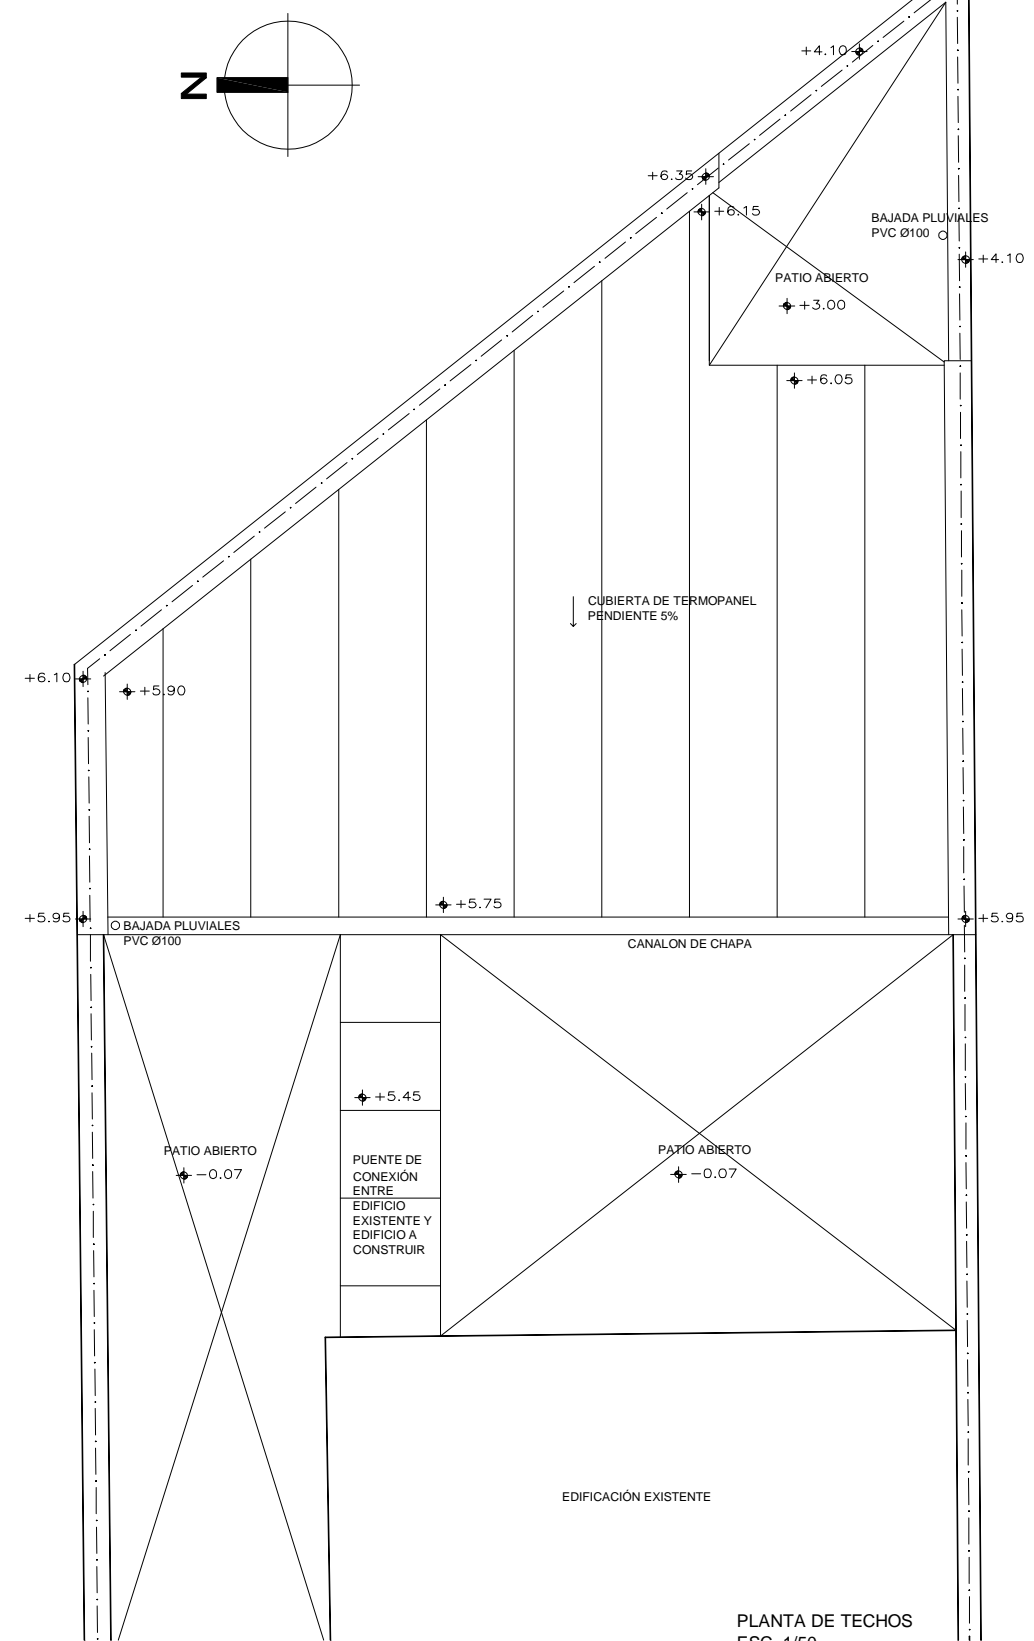 N
+4.10
+6.35
+6.15
BAJADA PLUVIALES
PVC Ø100
+4.10
PATIO ABIERTO
+3.00
+6.05
CUBIERTA DE TERMOPANEL
PENDIENTE 5%
+6.10
+5.90
+5.75
+5.95
+5.95
BAJADA PLUVIALES
PVC Ø100
CANALON DE CHAPA
+5.45
PATIO ABIERTO
-0.07
PUENTE DE
CONEXIÓN
ENTRE
EDIFICIO
EXISTENTE Y
EDIFICIO A
CONSTRUIR
PATIO ABIERTO
-0.07
EDIFICACIÓN EXISTENTE
PLANTA DE TECHOS
ESC. 1/50